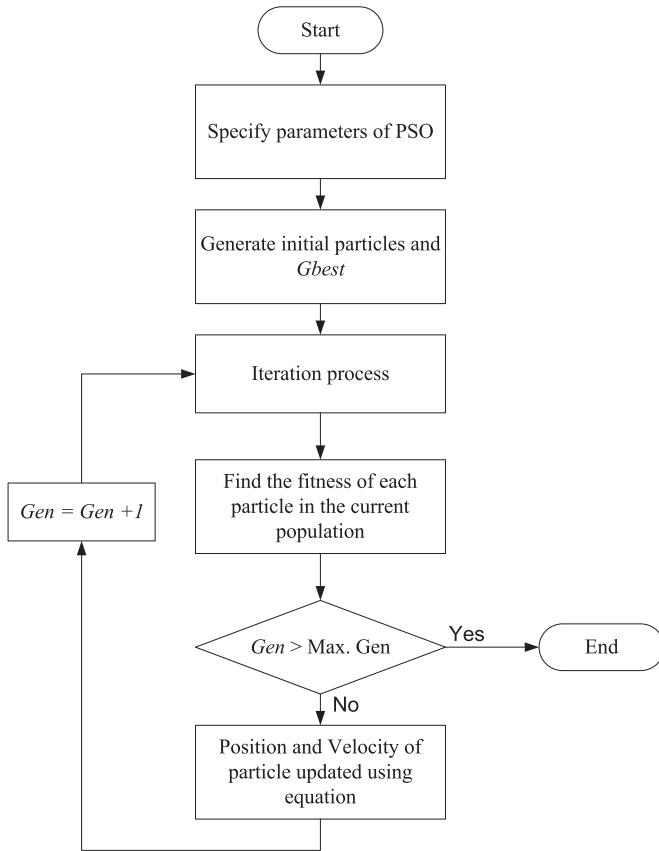 Start
Specify parameters of PSO
Generate initial particles and
Gbest
Iteration process
Find the fitness of each
particle in the current
population
Gen = Gen +1
Gen > Max. Gen
Yes
End
No
Position and Velocity of
particle updated using
equation